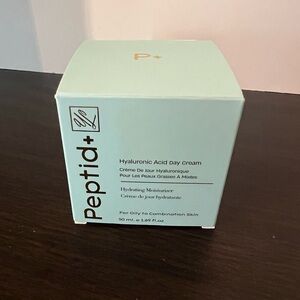 P+
Peptid+
Hyaluronic Acid Day Cream
Crème De Jour Hyaluronique
Pour Les Peaux Grasses À Mixtes
Hydrating Moisturizer
Crème de jour hydratante
For Oily to Combination Skin
50 mL e 1.69 fl.oz